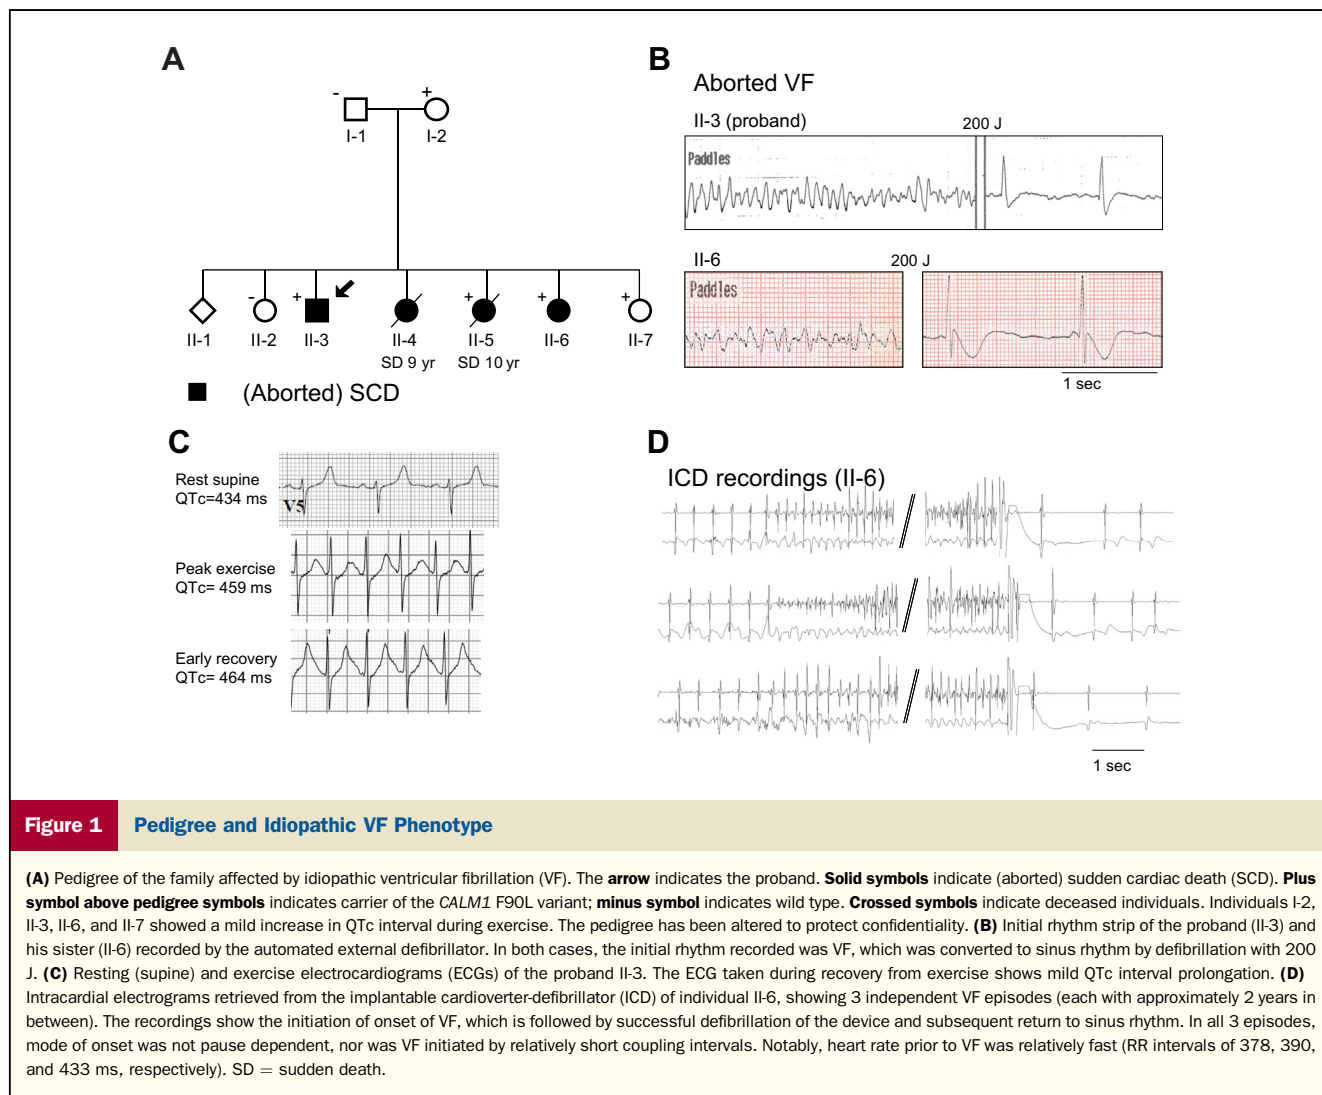 A
-
+
I-1
I-2
-
+
+
+
+
II-1
II-2
II-3
II-4
II-5
II-6
II-7
SD 9 yr
SD 10 yr
(Aborted) SCD
B
Aborted VF
II-3 (proband)
200 J
Paddles
II-6
200 J
Paddles
1 sec
C
Rest supine
QTc=434 ms
V5
Peak exercise
QTc= 459 ms
Early recovery
QTc= 464 ms
D
ICD recordings (II-6)
1 sec
Figure 1
Pedigree and Idiopathic VF Phenotype
(A) Pedigree of the family affected by idiopathic ventricular fibrillation (VF). The arrow indicates the proband. Solid symbols indicate (aborted) sudden cardiac death (SCD). Plus
symbol above pedigree symbols indicates carrier of the CALM1 F90L variant; minus symbol indicates wild type. Crossed symbols indicate deceased individuals. Individuals I-2,
II-3, II-6, and II-7 showed a mild increase in QTc interval during exercise. The pedigree has been altered to protect confidentiality. (B) Initial rhythm strip of the proband (II-3) and
his sister (II-6) recorded by the automated external defibrillator. In both cases, the initial rhythm recorded was VF, which was converted to sinus rhythm by defibrillation with 200
J. (C) Resting (supine) and exercise electrocardiograms (ECGs) of the proband II-3. The ECG taken during recovery from exercise shows mild QTc interval prolongation. (D)
Intracardial electrograms retrieved from the implantable cardioverter-defibrillator (ICD) of individual II-6, showing 3 independent VF episodes (each with approximately 2 years in
between). The recordings show the initiation of onset of VF, which is followed by successful defibrillation of the device and subsequent return to sinus rhythm. In all 3 episodes,
mode of onset was not pause dependent, nor was VF initiated by relatively short coupling intervals. Notably, heart rate prior to VF was relatively fast (RR intervals of 378, 390,
and 433 ms, respectively). SD = sudden death.